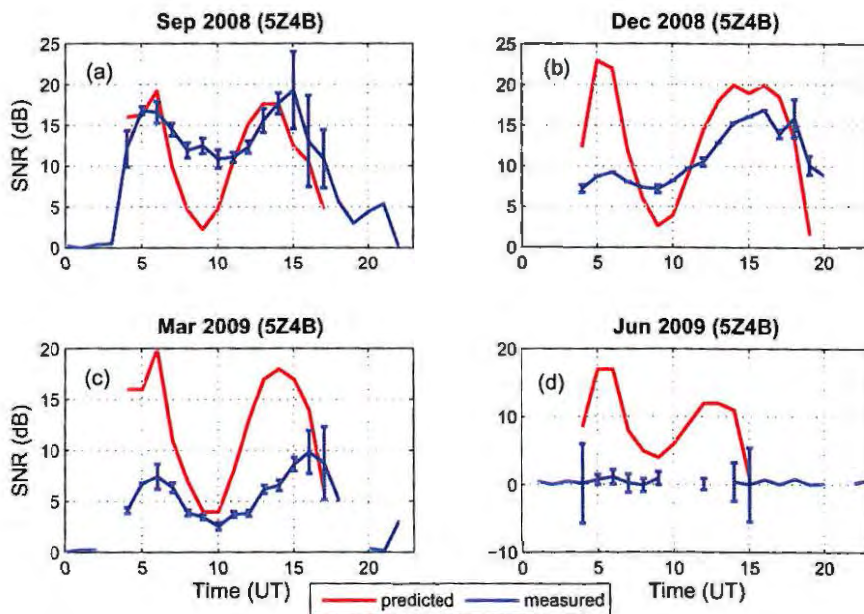 Sep 2008 (5Z4B)
(a)
SNR (dB)
25
20
15
10
5
0
0 5 10 15 20
Dec 2008 (5Z4B)
(b)
25
20
15
10
5
0
0 5 10 15 20
Mar 2009 (5Z4B)
(c)
SNR (dB)
20
15
10
5
0
0 5 10 15 20
Time (UT)
Jun 2009 (5Z4B)
(d)
20
10
0
-10
0 5 10 15 20
Time (UT)
predicted measured